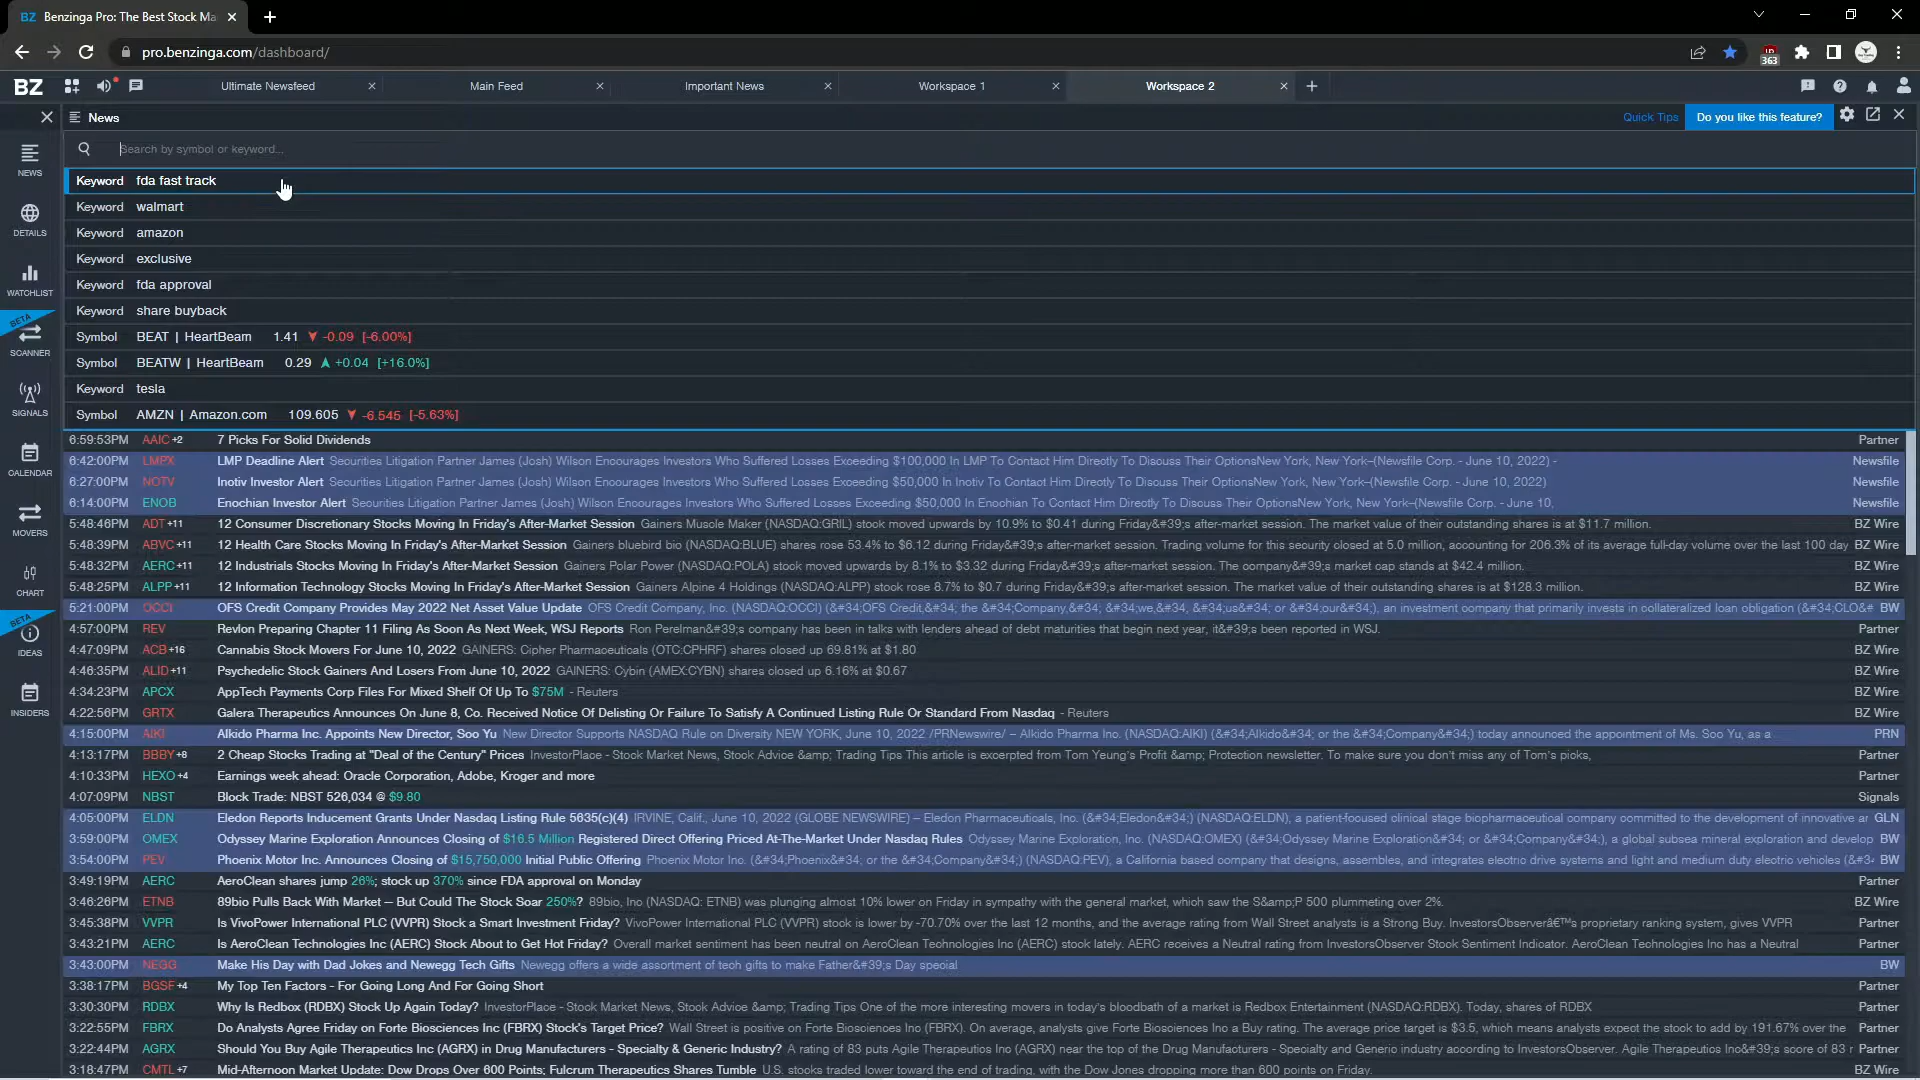 BZ Benzinga Pro: The Best Stock Ma
pro.benzinga.com/dashboard/
363
BZ
Ultimate Newsfeed
Main Feed
Important News
Workspace 1
Workspace 2
News
Quick Tips
Do you like this feature?
Search by symbol or keyword...
NEWS
DETAILS
WATCHLIST
BETA
SCANNER
SIGNALS
CALENDAR
MOVERS
CHART
BETA
IDEAS
INSIDERS
Keyword fda fast track
Keyword walmart
Keyword amazon
Keyword exclusive
Keyword fda approval
Keyword share buyback
Symbol BEAT | HeartBeam 1.41 ▼ -0.09 [-6.00%]
Symbol BEATW | HeartBeam 0.29 ▲ +0.04 [+16.0%]
Keyword tesla
Symbol AMZN | Amazon.com 109.605 ▼ -6.545 [-5.63%]
6:59:53PM AAIC +2 7 Picks For Solid Dividends Partner
6:42:00PM LMPX LMP Deadline Alert Securities Litigation Partner James (Josh) Wilson Encourages Investors Who Suffered Losses Exceeding $100,000 In LMP To Contact Him Directly To Discuss Their OptionsNew York, New York--(Newsfile Corp. - June 10, 2022) - Newsfile
6:27:00PM NOTV Inotiv Investor Alert Securities Litigation Partner James (Josh) Wilson Encourages Investors Who Suffered Losses Exceeding $50,000 In Inotiv To Contact Him Directly To Discuss Their OptionsNew York, New York--(Newsfile Corp. - June 10, 2022) Newsfile
6:14:00PM ENOB Enochian Investor Alert Securities Litigation Partner James (Josh) Wilson Encourages Investors Who Suffered Losses Exceeding $50,000 In Enochian To Contact Him Directly To Discuss Their OptionsNew York, New York--(Newsfile Corp. - June 10, Newsfile
5:48:46PM ADT +11 12 Consumer Discretionary Stocks Moving In Friday's After-Market Session Gainers Muscle Maker (NASDAQ:GRIL) stock moved upwards by 10.9% to $0.41 during Friday&#39;s after-market session. The market value of their outstanding shares is at $11.7 million. BZ Wire
5:48:39PM ABVC +11 12 Health Care Stocks Moving In Friday's After-Market Session Gainers bluebird bio (NASDAQ:BLUE) shares rose 53.4% to $6.12 during Friday&#39;s after-market session. Trading volume for this security closed at 5.0 million, accounting for 206.3% of its average full-day volume over the last 100 day BZ Wire
5:48:32PM AERC +11 12 Industrials Stocks Moving In Friday's After-Market Session Gainers Polar Power (NASDAQ:POLA) stock moved upwards by 8.1% to $3.32 during Friday&#39;s after-market session. The company&#39;s market cap stands at $42.4 million. BZ Wire
5:48:25PM ALPP +11 12 Information Technology Stocks Moving In Friday's After-Market Session Gainers Alpine 4 Holdings (NASDAQ:ALPP) stock rose 8.7% to $0.7 during Friday&#39;s after-market session. The market value of their outstanding shares is at $128.3 million. BZ Wire
5:21:00PM OCCI OFS Credit Company Provides May 2022 Net Asset Value Update OFS Credit Company, Inc. (NASDAQ:OCCI) (&#34;OFS Credit,&#34; the &#34;Company,&#34; &#34;we,&#34; &#34;us&#34; or &#34;our&#34;), an investment company that primarily invests in collateralized loan obligation (&#34;CLO&# BW
4:57:00PM REV Revlon Preparing Chapter 11 Filing As Soon As Next Week, WSJ Reports Ron Perelman&#39;s company has been in talks with lenders ahead of debt maturities that begin next year, it&#39;s been reported in WSJ. Partner
4:47:09PM ACB +16 Cannabis Stock Movers For June 10, 2022 GAINERS: Cipher Pharmaceuticals (OTC:CPHRF) shares closed up 69.81% at $1.80 BZ Wire
4:46:35PM ALID +11 Psychedelic Stock Gainers And Losers From June 10, 2022 GAINERS: Cybin (AMEX:CYBN) shares closed up 6.16% at $0.67 BZ Wire
4:34:23PM APCX AppTech Payments Corp Files For Mixed Shelf Of Up To $75M - Reuters BZ Wire
4:22:56PM GRTX Galera Therapeutics Announces On June 8, Co. Received Notice Of Delisting Or Failure To Satisfy A Continued Listing Rule Or Standard From Nasdaq - Reuters BZ Wire
4:15:00PM AIKI Alkido Pharma Inc. Appoints New Director, Soo Yu New Director Supports NASDAQ Rule on Diversity NEW YORK, June 10, 2022 /PRNewswire/ -- Alkido Pharma Inc. (NASDAQ:AIKI) (&#34;Alkido&#34; or the &#34;Company&#34;) today announced the appointment of Ms. Soo Yu, as a PRN
4:13:17PM BBBY +8 2 Cheap Stocks Trading at "Deal of the Century" Prices InvestorPlace - Stock Market News, Stock Advice &amp; Trading Tips This article is excerpted from Tom Yeung's Profit &amp; Protection newsletter. To make sure you don't miss any of Tom's picks, Partner
4:10:33PM HEXO +4 Earnings week ahead: Oracle Corporation, Adobe, Kroger and more Partner
4:07:09PM NBST Block Trade: NBST 526,034 @ $9.80 Signals
4:05:00PM ELDN Eledon Reports Inducement Grants Under Nasdaq Listing Rule 5635(c)(4) IRVINE, Calif., June 10, 2022 (GLOBE NEWSWIRE) -- Eledon Pharmaceuticals, Inc. (&#34;Eledon&#34;) (NASDAQ:ELDN), a patient-focused clinical stage biopharmaceutical company committed to the development of innovative ar GLN
3:59:00PM OMEX Odyssey Marine Exploration Announces Closing of $16.5 Million Registered Direct Offering Priced At-The-Market Under Nasdaq Rules Odyssey Marine Exploration, Inc. (NASDAQ:OMEX) (&#34;Odyssey Marine Exploration&#34; or &#34;Company&#34;), a global subsea mineral exploration and develop BW
3:54:00PM PEV Phoenix Motor Inc. Announces Closing of $15,750,000 Initial Public Offering Phoenix Motor Inc. (&#34;Phoenix&#34; or the &#34;Company&#34;) (NASDAQ:PEV), a California based company that designs, assembles, and integrates electric drive systems and light and medium duty electric vehicles (&#34 BW
3:49:19PM AERC AeroClean shares jump 26%; stock up 370% since FDA approval on Monday Partner
3:46:26PM ETNB 89bio Pulls Back With Market -- But Could The Stock Soar 250%? 89bio, Inc (NASDAQ: ETNB) was plunging almost 10% lower on Friday in sympathy with the general market, which saw the S&amp;P 500 plummeting over 2%. BZ Wire
3:45:38PM VVPR Is VivoPower International PLC (VVPR) Stock a Smart Investment Friday? VivoPower International PLC (VVPR) stock is lower by -70.70% over the last 12 months, and the average rating from Wall Street analysts is a Strong Buy. InvestorsObserverâ€™s proprietary ranking system, gives VVPR Partner
3:43:21PM AERC Is AeroClean Technologies Inc (AERC) Stock About to Get Hot Friday? Overall market sentiment has been neutral on AeroClean Technologies Inc (AERC) stock lately. AERC receives a Neutral rating from InvestorsObserver Stock Sentiment Indicator. AeroClean Technologies Inc has a Neutral Partner
3:43:00PM NEGG Make His Day with Dad Jokes and Newegg Tech Gifts Newegg offers a wide assortment of tech gifts to make Father&#39;s Day special BW
3:38:17PM BGSF +4 My Top Ten Factors - For Going Long And For Going Short Partner
3:30:30PM RDBX Why Is Redbox (RDBX) Stock Up Again Today? InvestorPlace - Stock Market News, Stock Advice &amp; Trading Tips One of the more interesting movers in today's bloodbath of a market is Redbox Entertainment (NASDAQ:RDBX). Today, shares of RDBX Partner
3:22:55PM FBRX Do Analysts Agree Friday on Forte Biosciences Inc (FBRX) Stock's Target Price? Wall Street is positive on Forte Biosciences Inc (FBRX). On average, analysts give Forte Biosciences Inc a Buy rating. The average price target is $3.5, which means analysts expect the stock to add by 191.67% over the Partner
3:22:44PM AGRX Should You Buy Agile Therapeutics Inc (AGRX) in Drug Manufacturers - Specialty & Generic Industry? A rating of 83 puts Agile Therapeutics Inc (AGRX) near the top of the Drug Manufacturers - Specialty and Generic industry according to InvestorsObserver. Agile Therapeutics Inc&#39;s score of 83 r Partner
3:18:47PM CMTL +7 Mid-Afternoon Market Update: Dow Drops Over 600 Points; Fulcrum Therapeutics Shares Tumble U.S. stocks traded lower toward the end of trading, with the Dow Jones dropping more than 600 points on Friday. BZ Wire